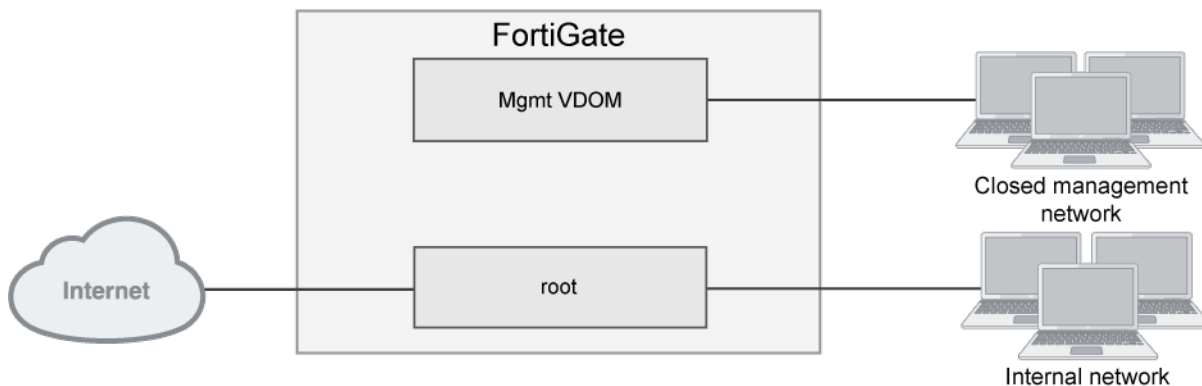 FortiGate
Mgmt VDOM
Closed management
network
Internet
root
Internal network